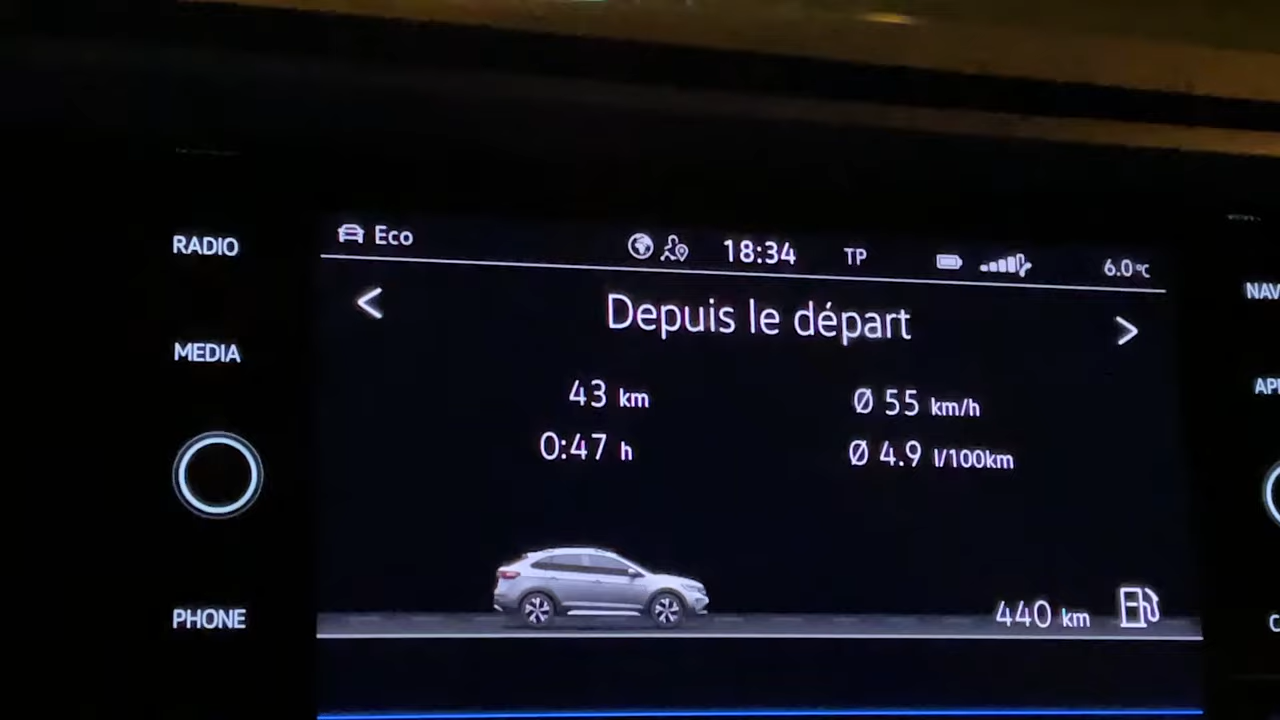 RADIO
MEDIA
PHONE
Eco
18:34
TP
6.0°C
<
Depuis le départ
>
43 km
Ø 55 km/h
0:47 h
Ø 4.9 l/100km
440 km
NAV